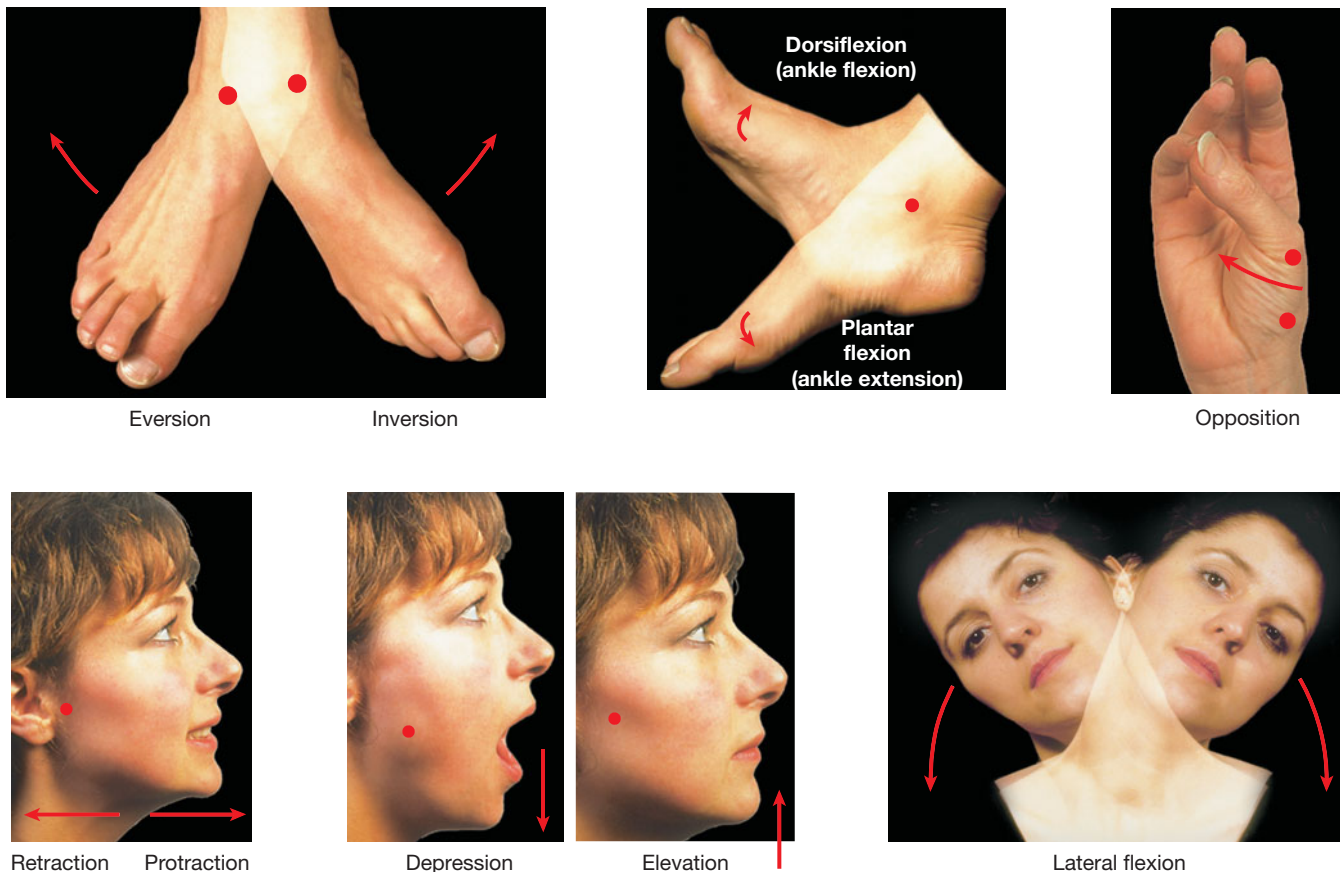 Dorsiflexion
(ankle flexion)
Plantar
flexion
(ankle extension)
Eversion
Inversion
Opposition
Retraction
Protraction
Depression
Elevation
Lateral flexion